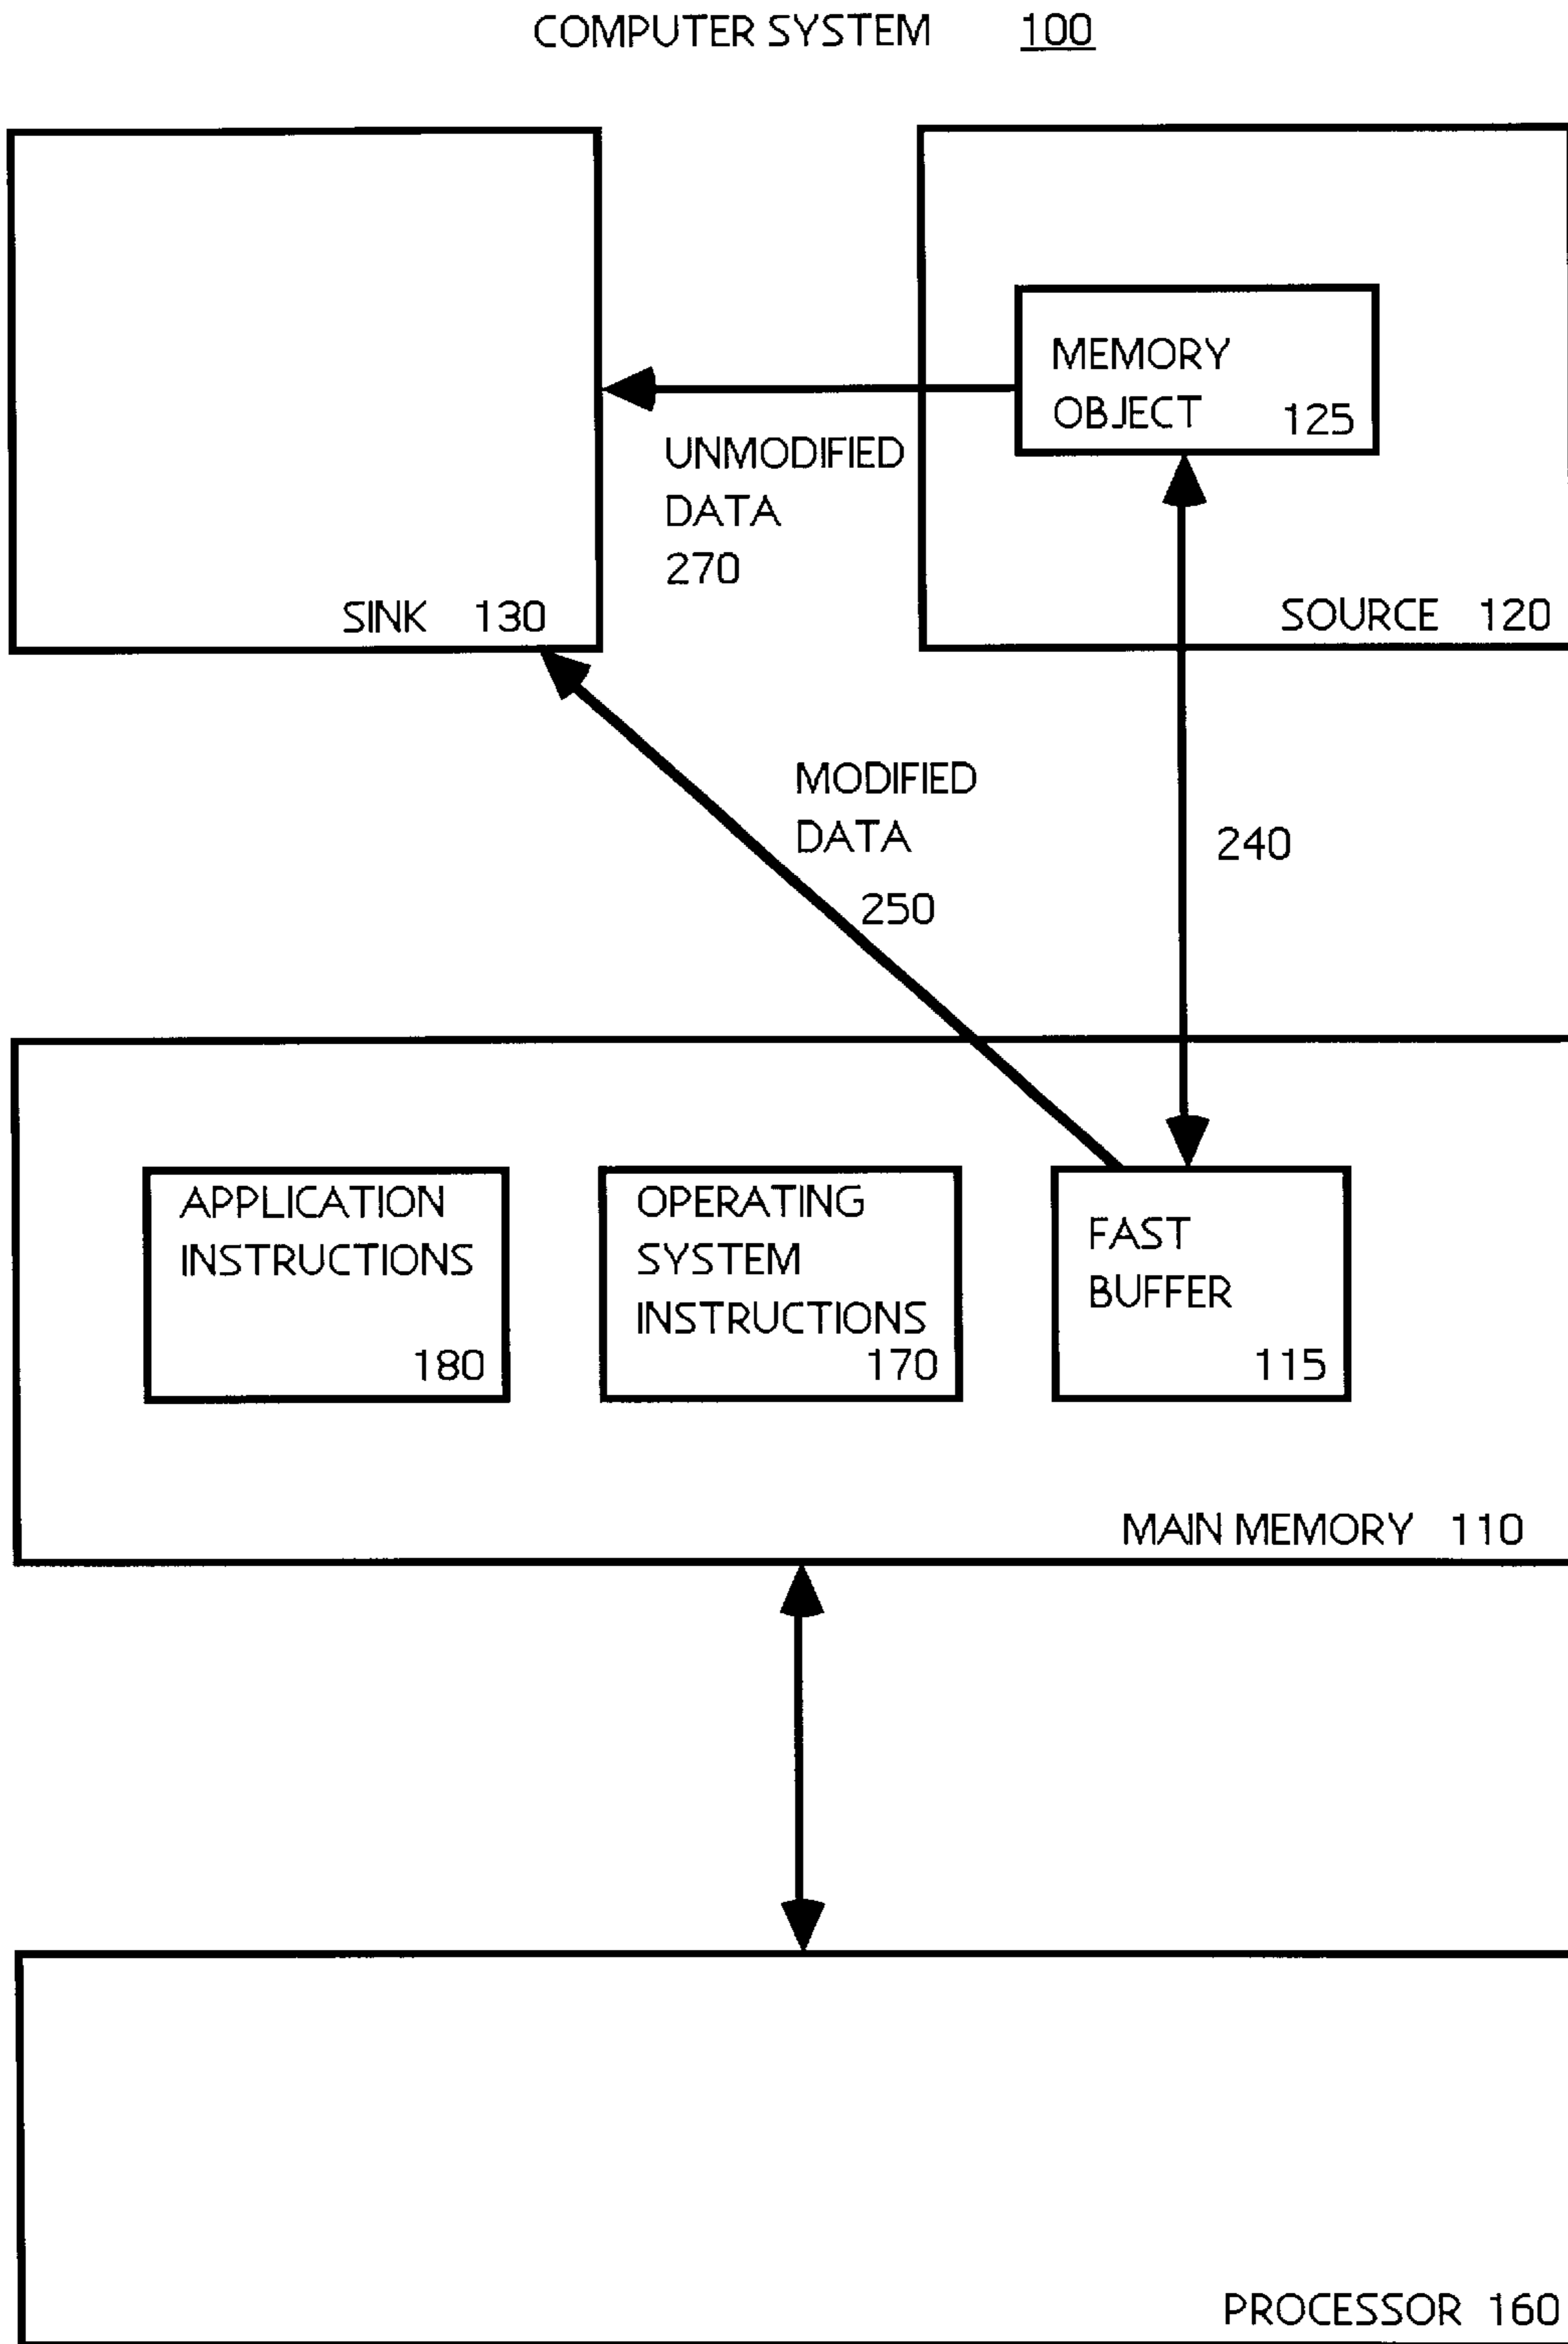 COMPUTER SYSTEM 100
MEMORY
OBJECT 125
UNMODIFIED
DATA
270
SINK 130
SOURCE 120
MODIFIED
DATA
250
240
APPLICATION
INSTRUCTIONS
180
OPERATING
SYSTEM
INSTRUCTIONS
170
FAST
BUFFER
115
MAIN MEMORY 110
PROCESSOR 160